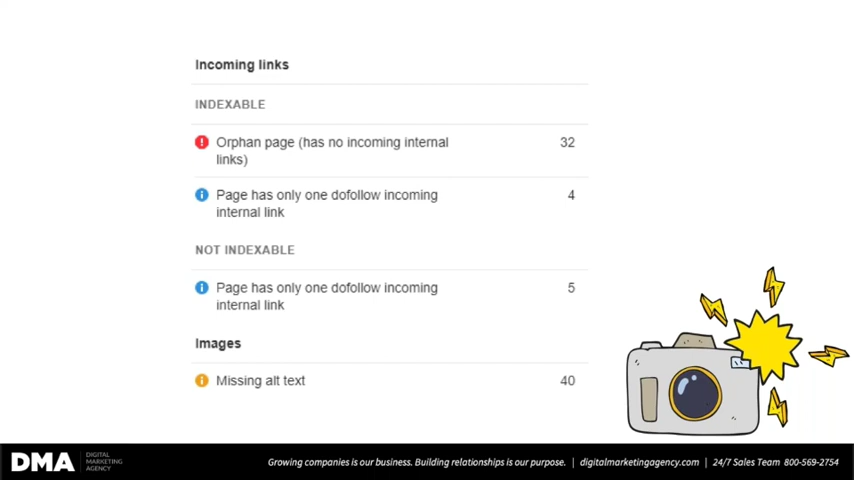 Incoming links
INDEXABLE
Orphan page (has no incoming internal
links)
32
Page has only one dofollow incoming
internal link
4
NOT INDEXABLE
Page has only one dofollow incoming
internal link
5
Images
Missing alt text
40
DMA
DIGITAL
MARKETING
AGENCY
Growing companies is our business. Building relationships is our purpose. | digitalmarketingagency.com | 24/7 Sales Team 800-569-2754